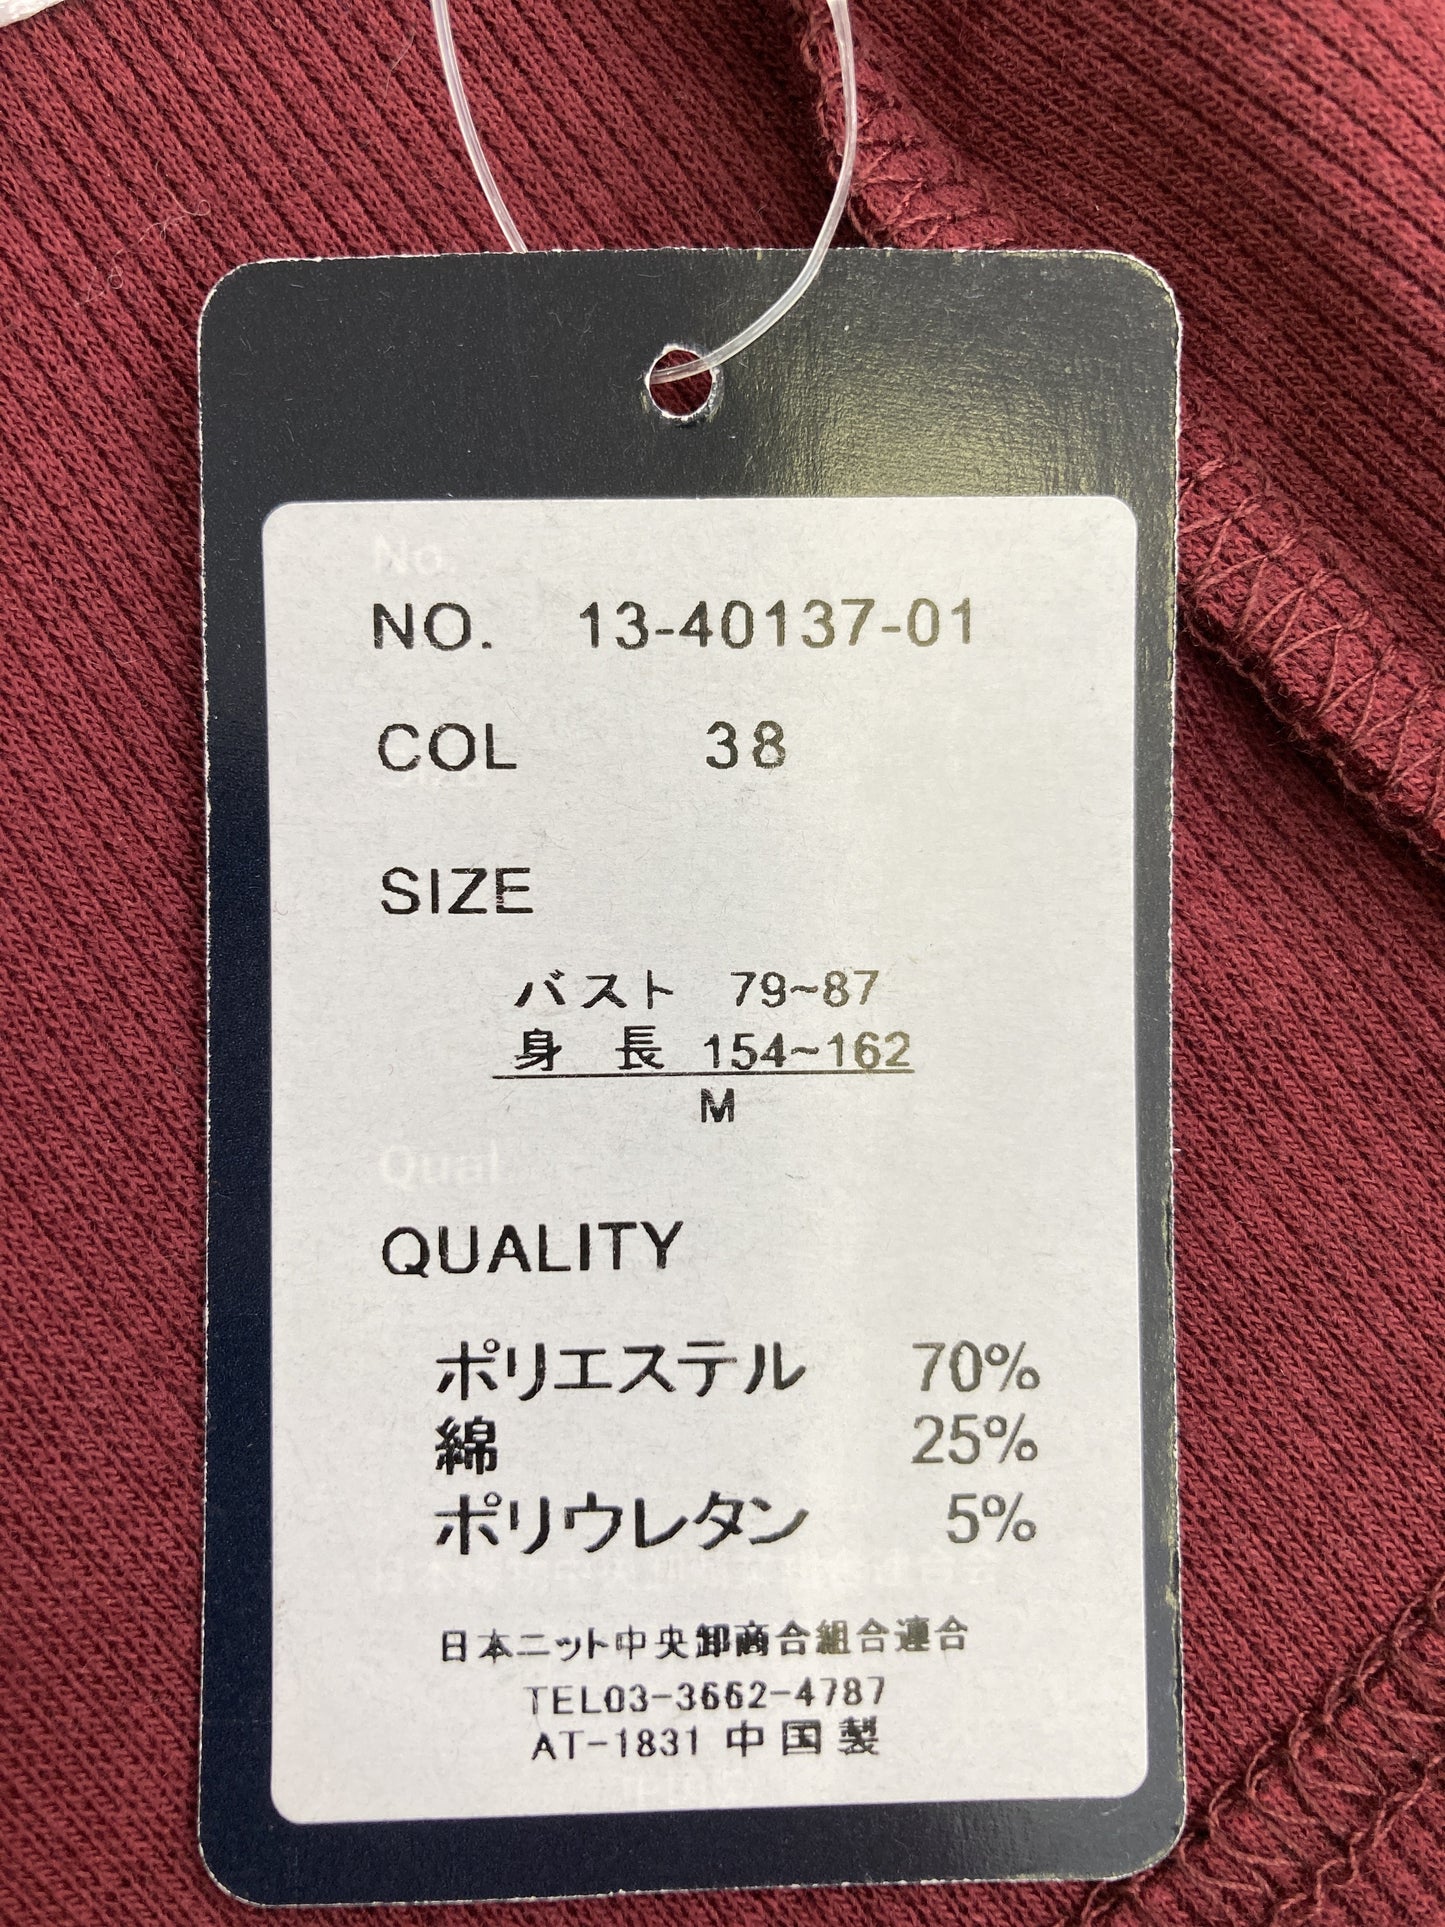 No.
NO. 13-40137-01
COL 38
SIZE
バスト 79~87
身 長 154~162
M
Qual
QUALITY
ポリエステル 70%
綿 25%
ポリウレタン 5%
日本ニット中央卸商合組合連合
TEL03-3662-4787
AT-1831 中国製